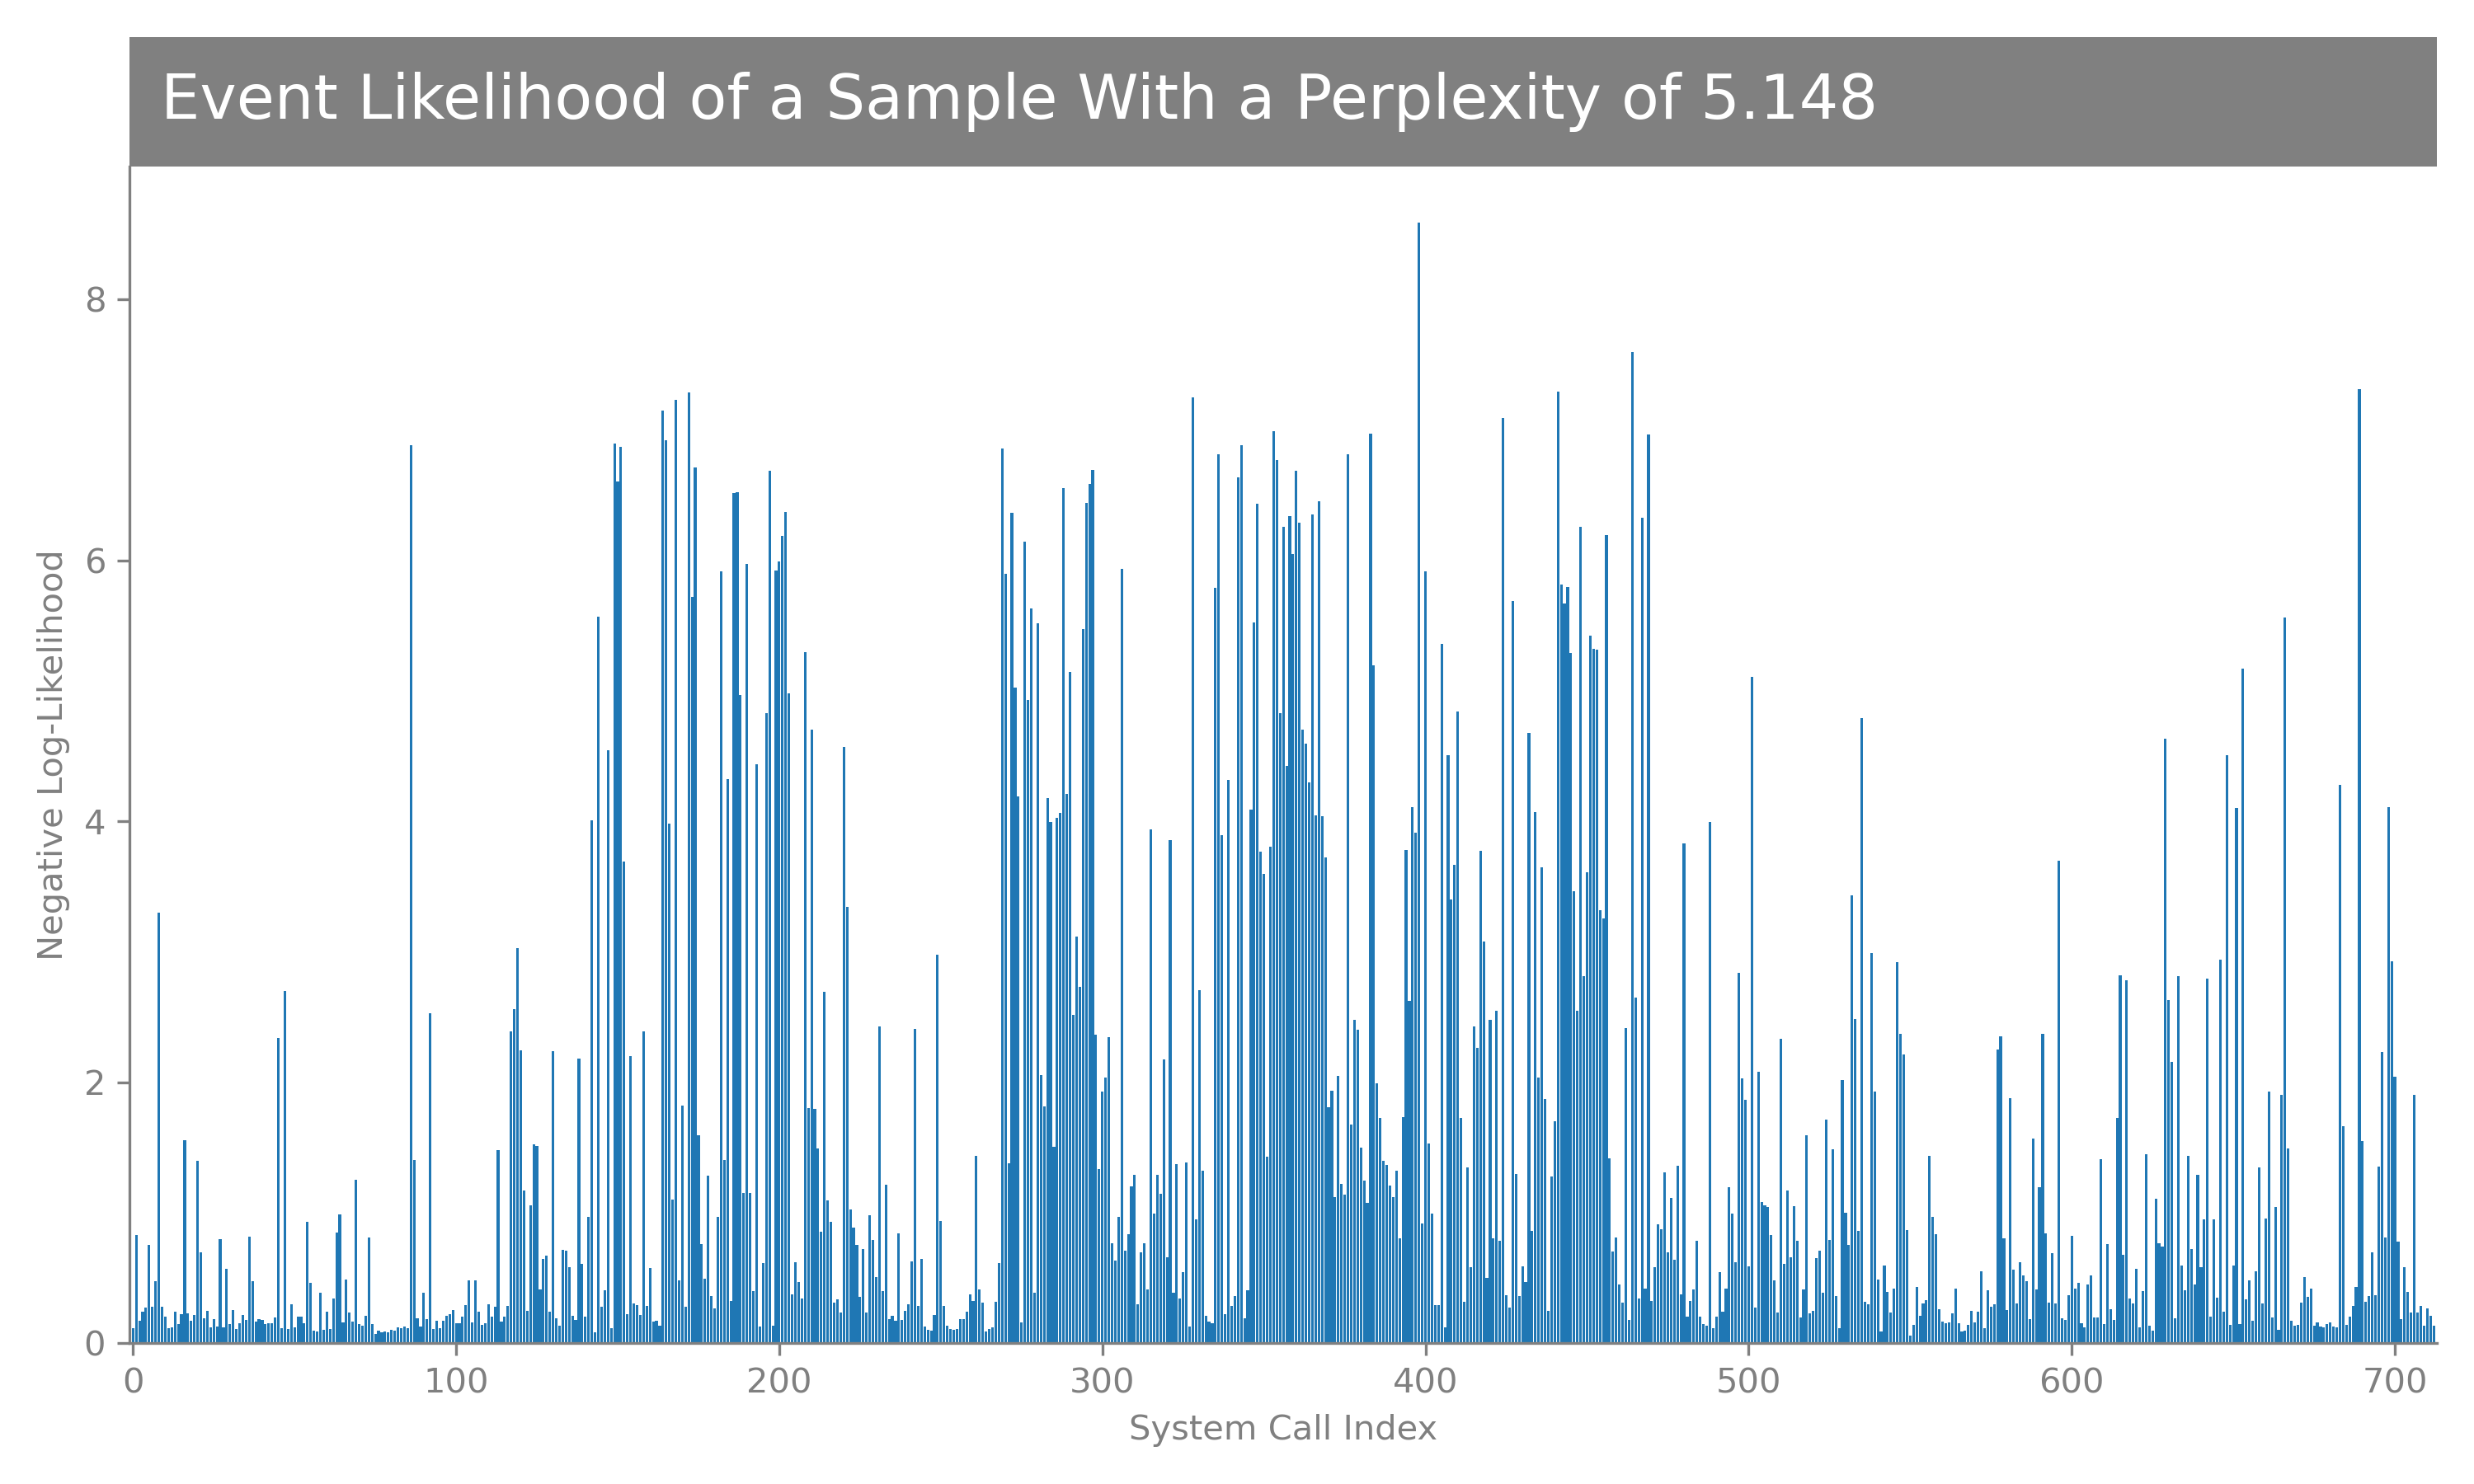 Event Likelihood of a Sample With a Perplexity of 5.148
8
6
4
2
0
Negative Log-Likelihood
0 100 200 300 400 500 600 700
System Call Index